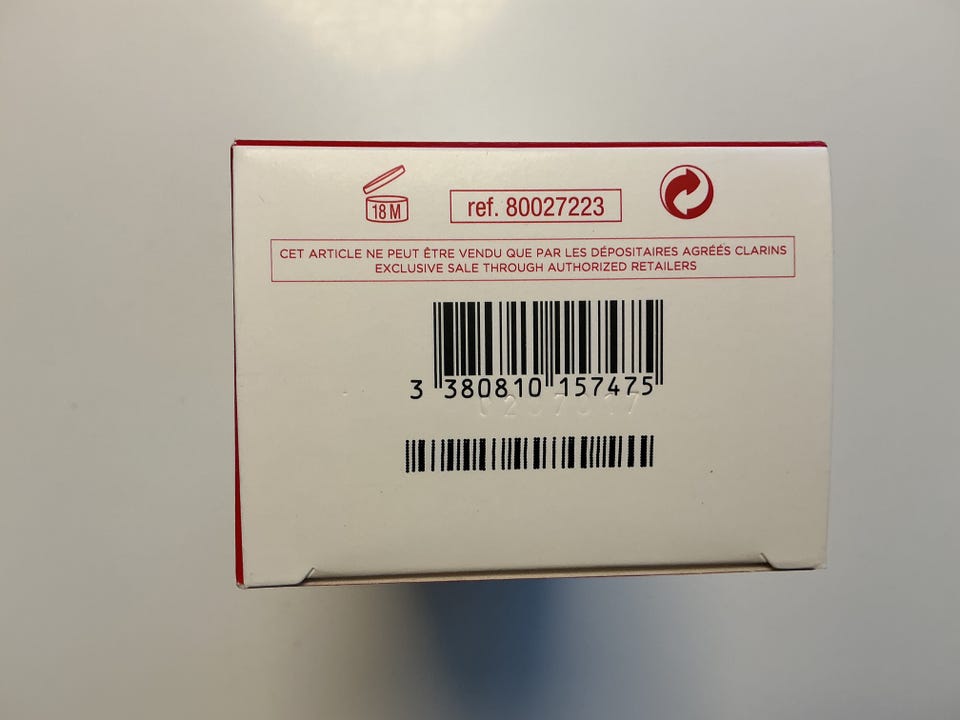 18 M
ref. 80027223
CET ARTICLE NE PEUT ÊTRE VENDU QUE PAR LES DÉPOSITAIRES AGRÉÉS CLARINS
EXCLUSIVE SALE THROUGH AUTHORIZED RETAILERS
3 380810 157475